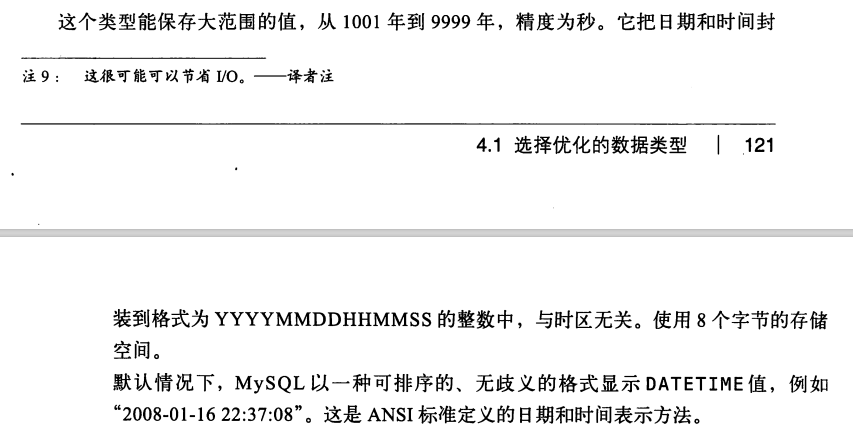 这个类型能保存大范围的值，从 1001 年到 9999 年，精度为秒。它把日期和时间封
注 9： 这很可能可以节省 I/O。——译者注
4.1 选择优化的数据类型 | 121
装到格式为 YYYYMMDDHHMMSS 的整数中，与时区无关。使用 8 个字节的存储
空间。
默认情况下，MySQL 以一种可排序的、无歧义的格式显示 DATETIME 值，例如
“2008-01-16 22:37:08”。这是 ANSI 标准定义的日期和时间表示方法。